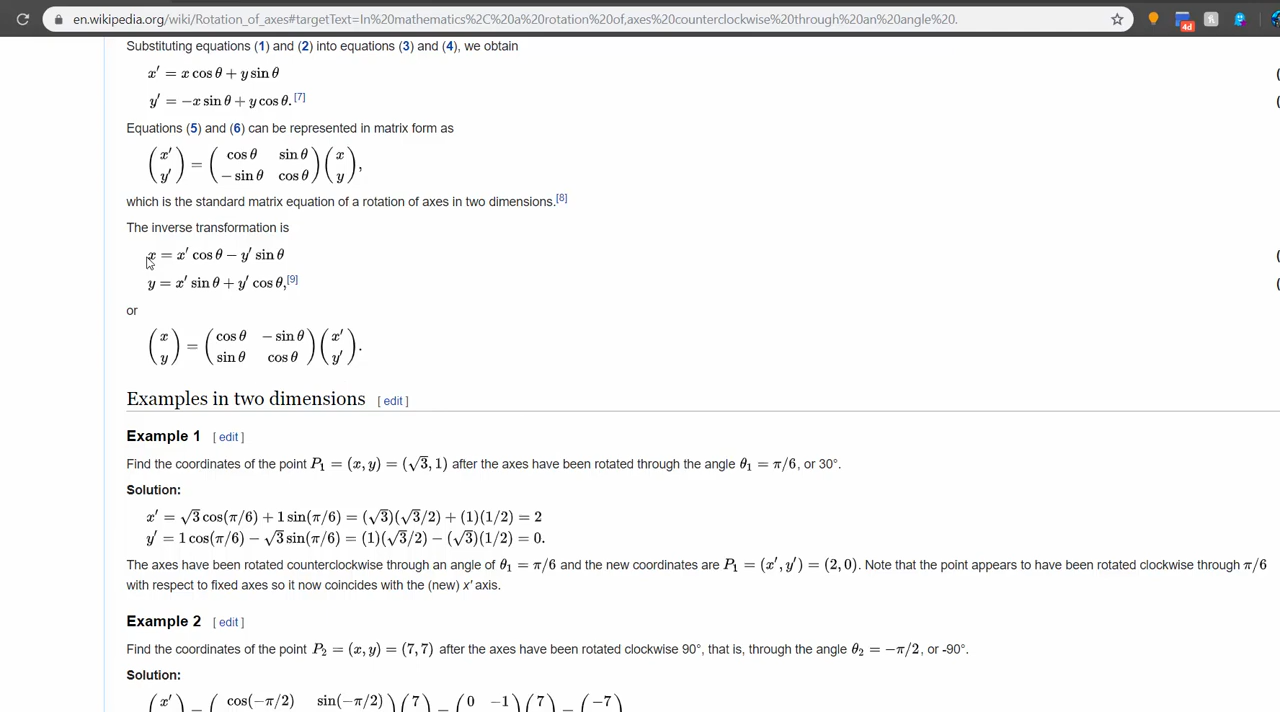 en.wikipedia.org/wiki/Rotation_of_axes#targetText=In%20mathematics%2C%20a%20rotation%20of,axes%20counterclockwise%20through%20an%20angle%20.
4d
Substituting equations (1) and (2) into equations (3) and (4), we obtain
x′ = x cos θ + y sin θ
(
y′ = −x sin θ + y cos θ. [7]
(
Equations (5) and (6) can be represented in matrix form as
( x′ ) = ( cos θ sin θ ) ( x )
( y′ ) ( − sin θ cos θ ) ( y ),
which is the standard matrix equation of a rotation of axes in two dimensions.[8]
The inverse transformation is
x = x′ cos θ − y′ sin θ
(
y = x′ sin θ + y′ cos θ,[9]
(
or
( x ) = ( cos θ − sin θ ) ( x′ )
( y ) ( sin θ cos θ ) ( y′ ).
Examples in two dimensions [ edit ]
Example 1 [ edit ]
Find the coordinates of the point P₁ = (x, y) = (√3, 1) after the axes have been rotated through the angle θ₁ = π/6, or 30°.
Solution:
x′ = √3 cos(π/6) + 1 sin(π/6) = (√3)(√3/2) + (1)(1/2) = 2
y′ = 1 cos(π/6) − √3 sin(π/6) = (1)(√3/2) − (√3)(1/2) = 0.
The axes have been rotated counterclockwise through an angle of θ₁ = π/6 and the new coordinates are P₁ = (x′, y′) = (2, 0). Note that the point appears to have been rotated clockwise through π/6
with respect to fixed axes so it now coincides with the (new) x′ axis.
Example 2 [ edit ]
Find the coordinates of the point P₂ = (x, y) = (7, 7) after the axes have been rotated clockwise 90°, that is, through the angle θ₂ = −π/2, or -90°.
Solution:
( x′ ) = ( cos(−π/2) sin(−π/2) ) ( 7 ) = ( 0 −1 ) ( 7 ) = ( −7 )